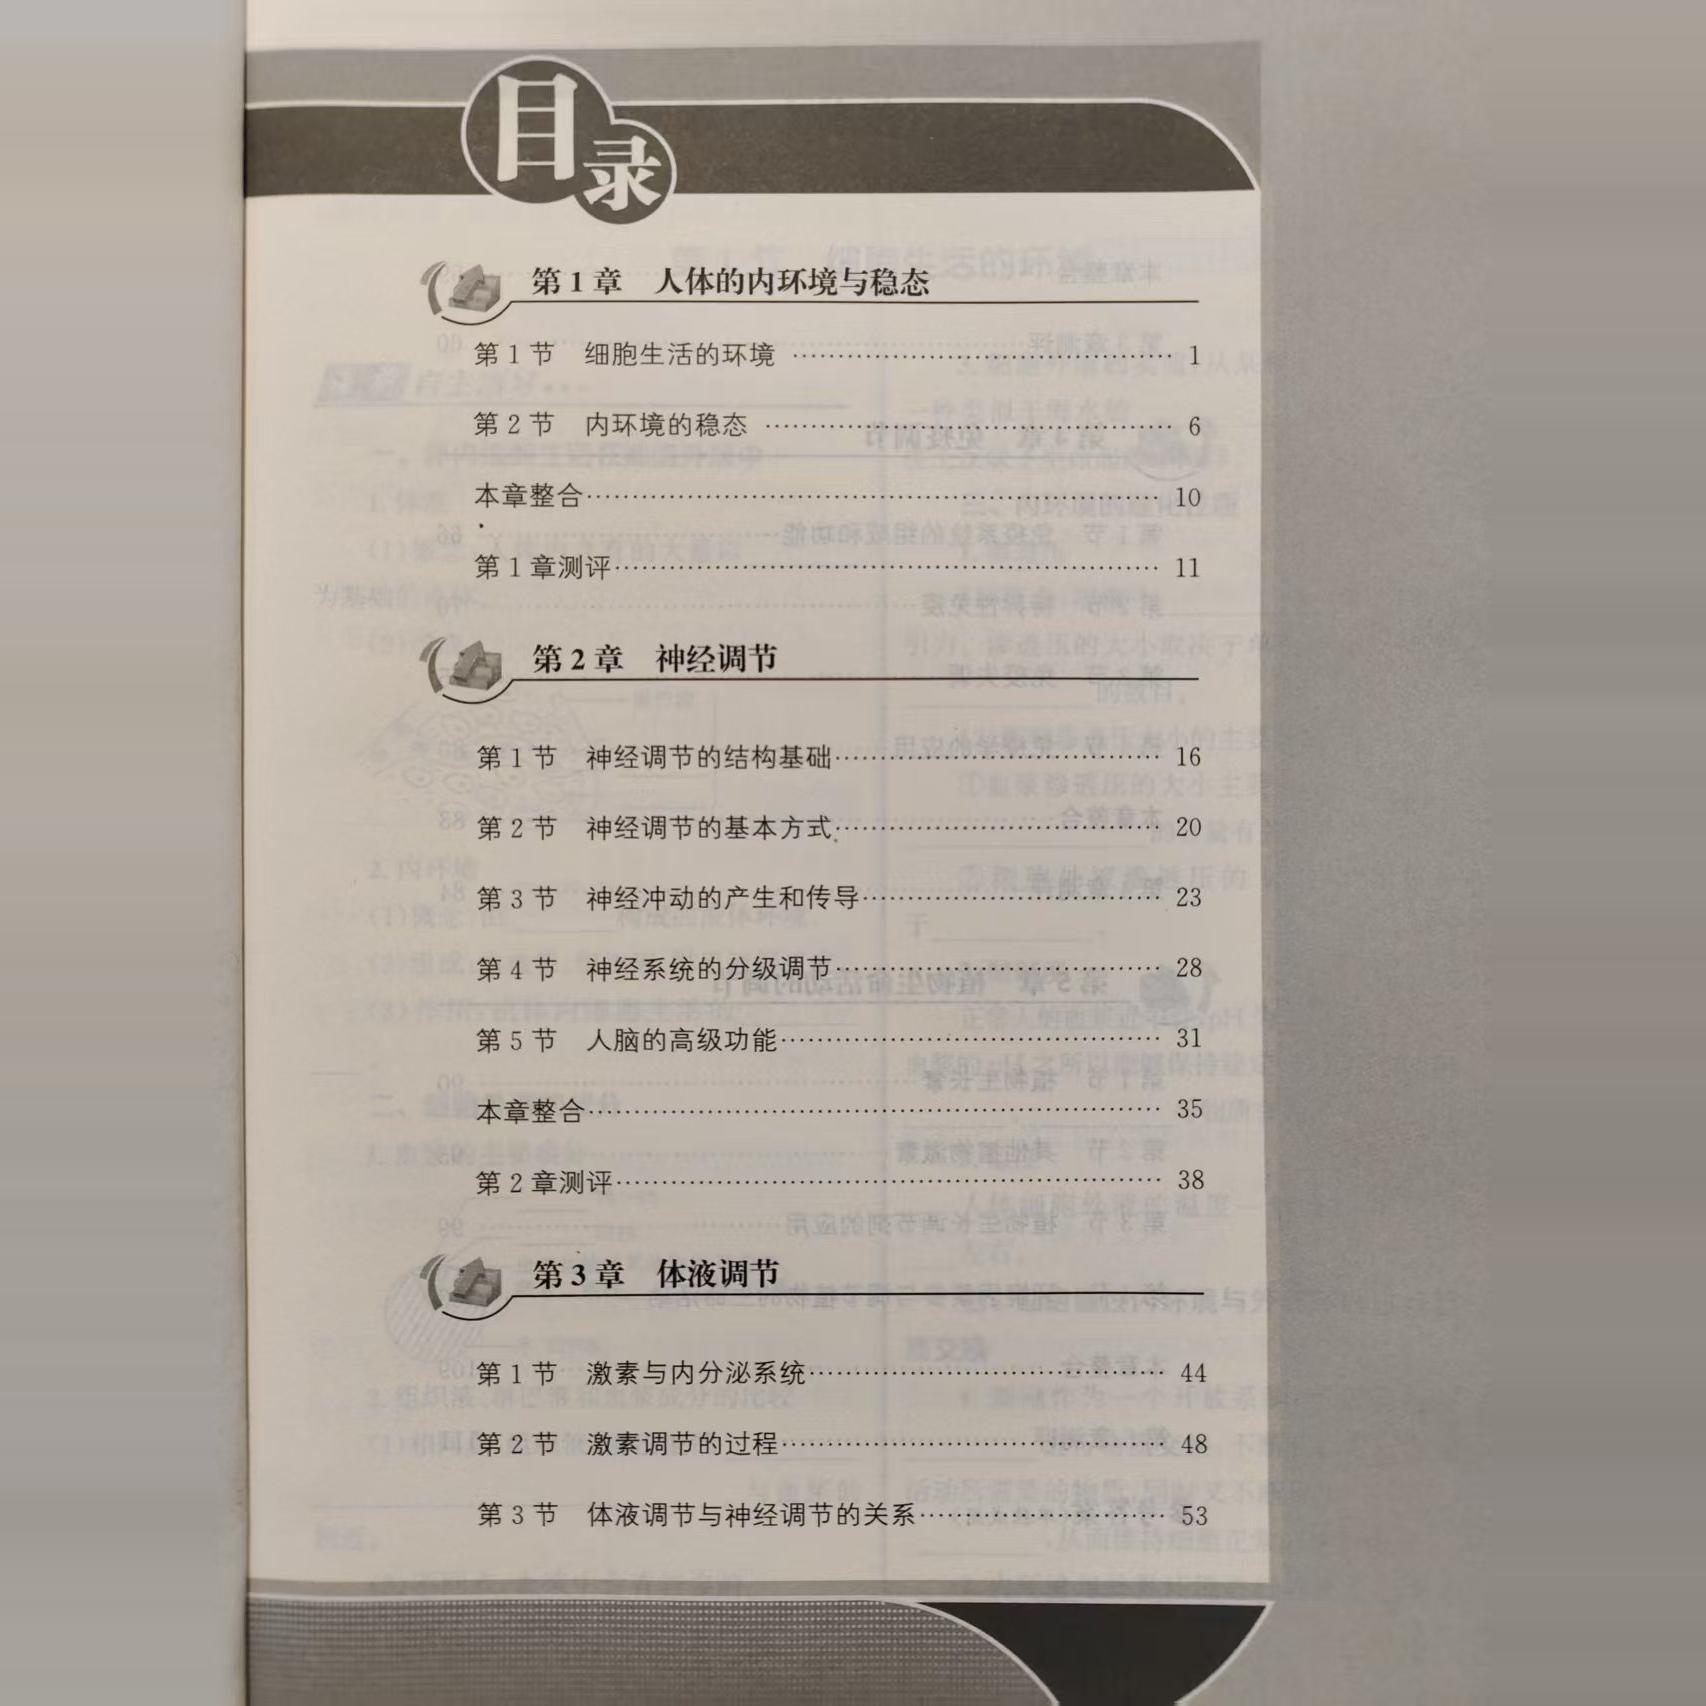 目录
第1章 人体的内环境与稳态
第1节 细胞生活的环境 ………………………………… 1
第2节 内环境的稳态 ………………………………… 6
本章整合………………………………… 10
第1章测评………………………………… 11
第2章 神经调节
第1节 神经调节的结构基础………………………………… 16
第2节 神经调节的基本方式………………………………… 20
第3节 神经冲动的产生和传导………………………………… 23
第4节 神经系统的分级调节………………………………… 28
第5节 人脑的高级功能………………………………… 31
本章整合………………………………… 35
第2章测评………………………………… 38
第3章 体液调节
第1节 激素与内分泌系统………………………………… 44
第2节 激素调节的过程………………………………… 48
第3节 体液调节与神经调节的关系………………………………… 53